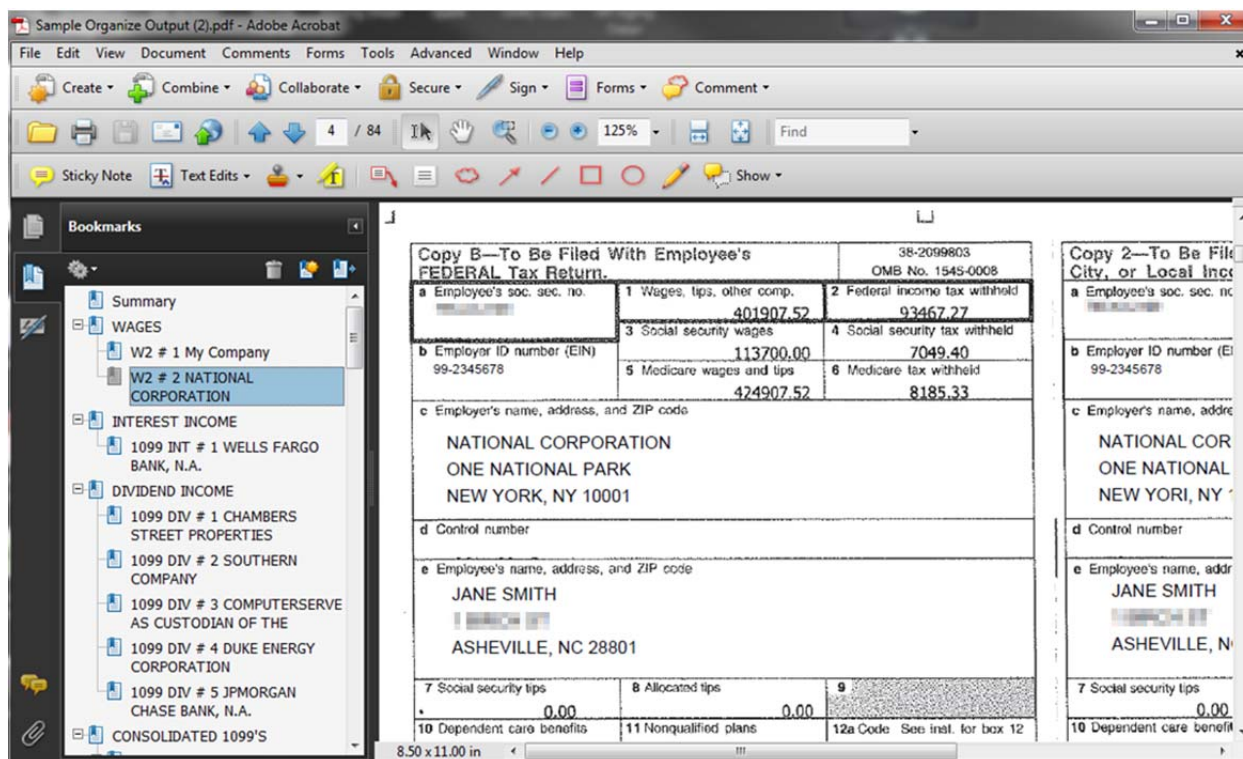 Sample Organize Output (2).pdf - Adobe Acrobat
File Edit View Document Comments Forms Tools Advanced Window Help
Create Combine Collaborate Secure Sign Forms Comment
4 / 84 125% Find
Sticky Note Text Edits Show
Bookmarks
Summary
WAGES
W2 # 1 My Company
W2 # 2 NATIONAL
CORPORATION
INTEREST INCOME
1099 INT # 1 WELLS FARGO
BANK, N.A.
DIVIDEND INCOME
1099 DIV # 1 CHAMBERS
STREET PROPERTIES
1099 DIV # 2 SOUTHERN
COMPANY
1099 DIV # 3 COMPUTERSERVE
AS CUSTODIAN OF THE
1099 DIV # 4 DUKE ENERGY
CORPORATION
1099 DIV # 5 JPMORGAN
CHASE BANK, N.A.
CONSOLIDATED 1099'S
Copy B—To Be Filed With Employee's
FEDERAL Tax Return.
38-2099803
OMB No. 1545-0008
a Employee's soc. sec. no.
1 Wages, tips, other comp.
401907.52
2 Federal income tax withheld
93467.27
3 Social security wages
113700.00
4 Social security tax withheld
7049.40
b Employer ID number (EIN)
99-2345678
5 Medicare wages and tips
424907.52
6 Medicare tax withheld
8185.33
c Employer's name, address, and ZIP code
NATIONAL CORPORATION
ONE NATIONAL PARK
NEW YORK, NY 10001
d Control number
e Employee's name, address, and ZIP code
JANE SMITH
ASHEVILLE, NC 28801
7 Social security tips
0.00
8 Allocated tips
0.00
9
10 Dependent care benefits
11 Nonqualified plans
12a Code See inst. for box 12
Copy 2—To Be File
City, or Local Inco
a Employee's soc. sec. no
b Employer ID number (E
99-2345678
c Employer's name, addre
NATIONAL COR
ONE NATIONAL
NEW YORI, NY
d Control number
e Employee's name, addr
JANE SMITH
ASHEVILLE, N
7 Social security tips
0.00
10 Dependent care benefi
8.50 x 11.00 in